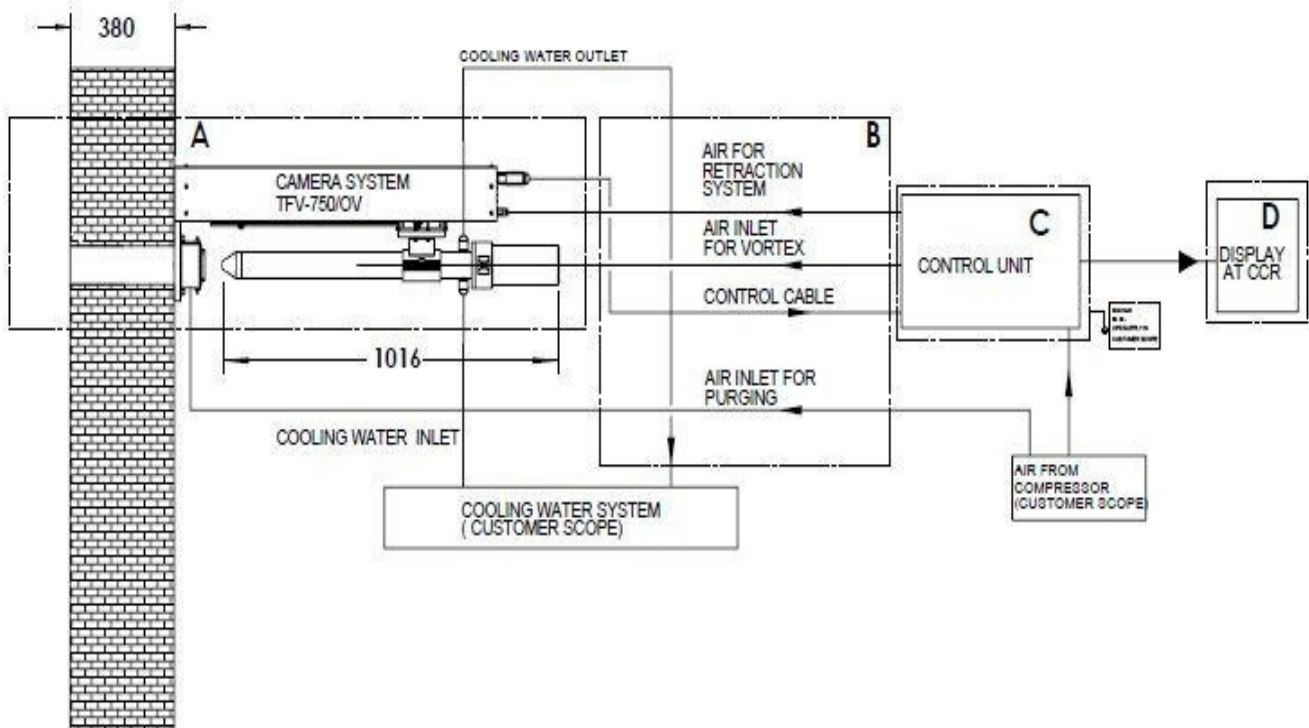 380
COOLING WATER OUTLET
A
B
CAMERA SYSTEM
TFV-750/OV
AIR FOR
RETRACTION
SYSTEM
AIR INLET
FOR VORTEX
CONTROL CABLE
C
CONTROL UNIT
D
DISPLAY
AT CCR
1016
AIR INLET FOR
PURGING
COOLING WATER INLET
COOLING WATER SYSTEM
( CUSTOMER SCOPE)
AIR FROM
COMPRESSOR
(CUSTOMER SCOPE)
CUSTOMER SCOPE